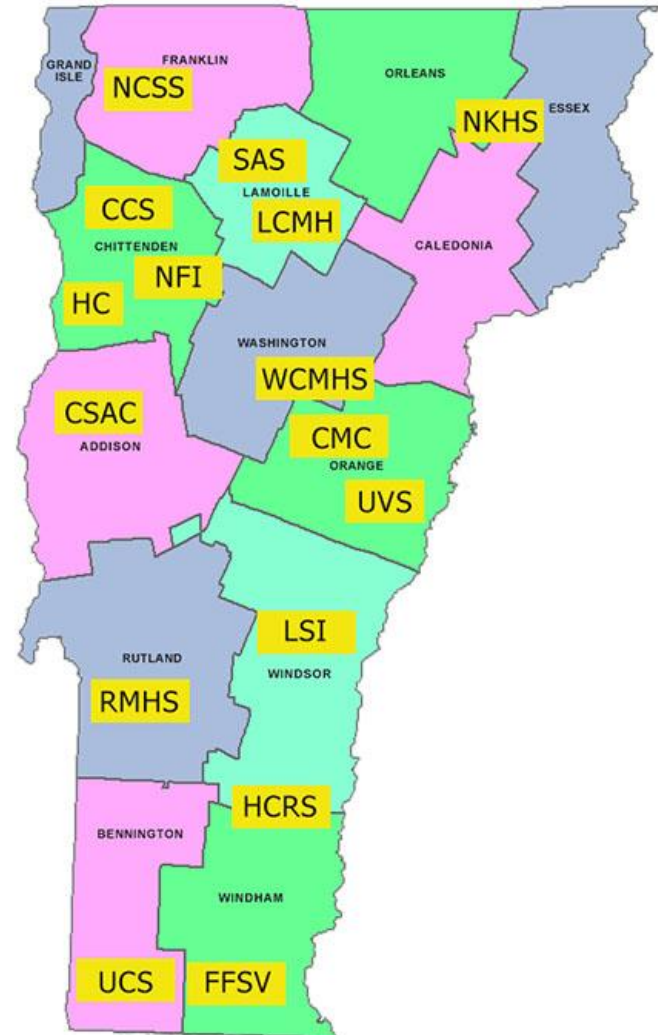 GRAND
ISLE
FRANKLIN
NCSS
ORLEANS
NKHS
ESSEX
SAS
LAMOILLE
LCMH
CCS
CHITTENDEN
NFI
HC
CALEDONIA
WASHINGTON
WCMHS
CSAC
ADDISON
CMC
ORANGE
UVS
LSI
WINDSOR
RUTLAND
RMHS
HCRS
BENNINGTON
WINDHAM
UCS
FFSV